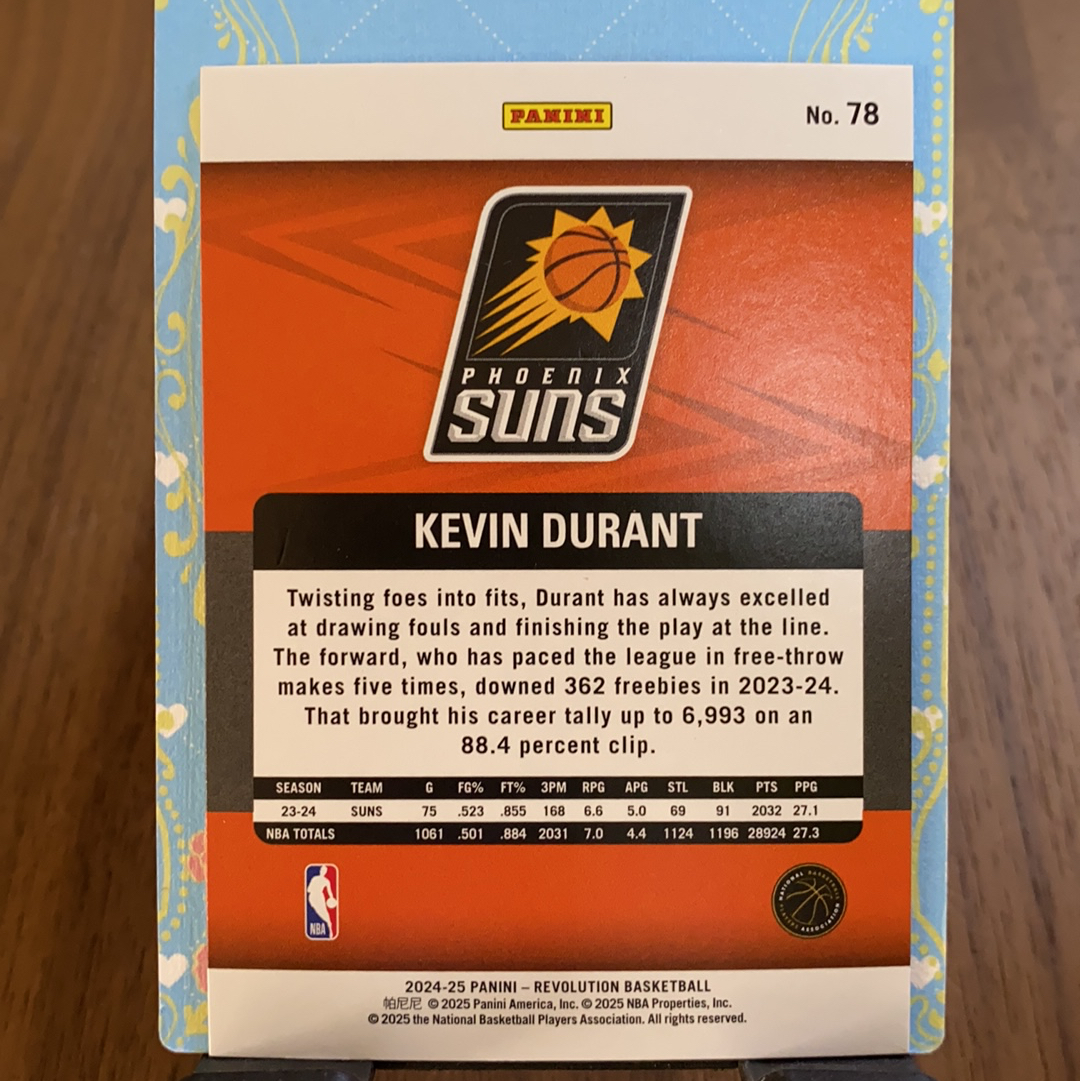 PANINI
No. 78
PHOENIX
SUNS
KEVIN DURANT
Twisting foes into fits, Durant has always excelled
at drawing fouls and finishing the play at the line.
The forward, who has paced the league in free-throw
makes five times, downed 362 freebies in 2023-24.
That brought his career tally up to 6,993 on an
88.4 percent clip.
SEASON TEAM G FG% FT% 3PM RPG APG STL BLK PTS PPG
23-24 SUNS 75 .523 .855 168 6.6 5.0 69 91 2032 27.1
NBA TOTALS 1061 .501 .884 2031 7.0 4.4 1124 1196 28924 27.3
NBA
NATIONAL BASKETBALL
PLAYERS ASSOCIATION
2024-25 PANINI – REVOLUTION BASKETBALL
帕尼尼 © 2025 Panini America, Inc. © 2025 NBA Properties, Inc.
© 2025 the National Basketball Players Association. All rights reserved.